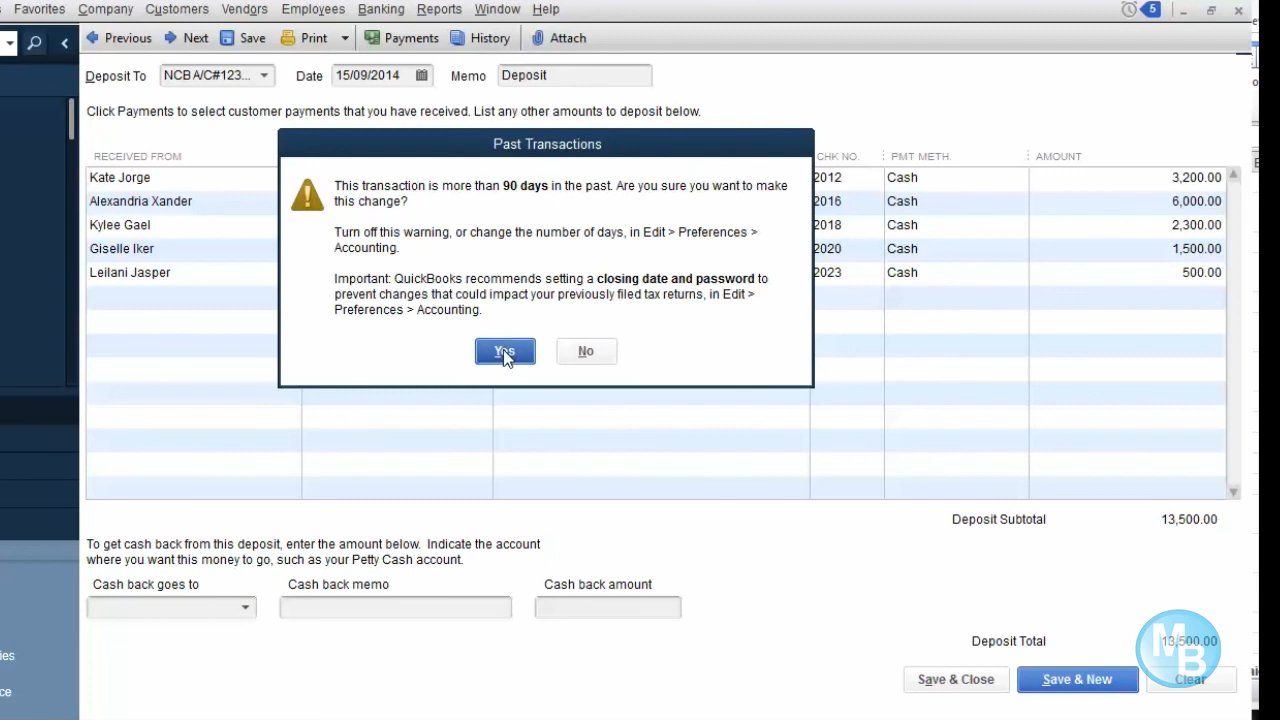 Favorites Company Customers Vendors Employees Banking Reports Window Help 5
Previous Next Save Print Payments History Attach
Deposit To NCB A/C#123... Date 15/09/2014 Memo Deposit
Click Payments to select customer payments that you have received. List any other amounts to deposit below.
Past Transactions
This transaction is more than 90 days in the past. Are you sure you want to make
this change?
Turn off this warning, or change the number of days, in Edit > Preferences >
Accounting.
Important: QuickBooks recommends setting a closing date and password to
prevent changes that could impact your previously filed tax returns, in Edit >
Preferences > Accounting.
Yes No
RECEIVED FROM CHK NO. PMT METH. AMOUNT
Kate Jorge 2012 Cash 3,200.00
Alexandria Xander 2016 Cash 6,000.00
Kylee Gael 2018 Cash 2,300.00
Giselle Iker 2020 Cash 1,500.00
Leilani Jasper 2023 Cash 500.00
Deposit Subtotal 13,500.00
To get cash back from this deposit, enter the amount below. Indicate the account
where you want this money to go, such as your Petty Cash account.
Cash back goes to Cash back memo Cash back amount
Deposit Total 13,500.00
MB
Save & Close Save & New Clear
ies
ce